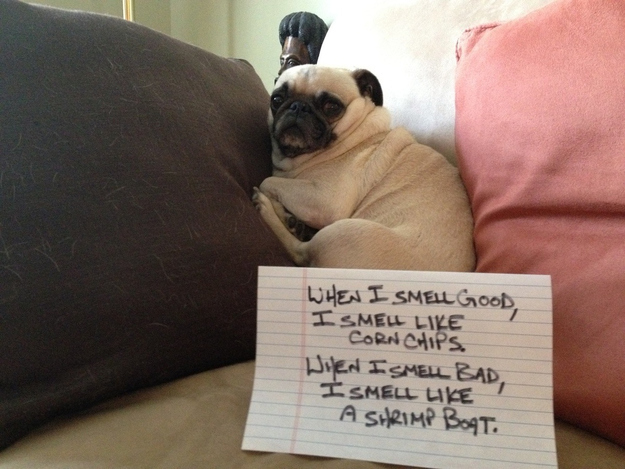 WHEN I SMELL GOOD,
I SMELL LIKE
CORN CHIPS.
WHEN I SMELL BAD,
I SMELL LIKE
A SHRIMP BOAT.